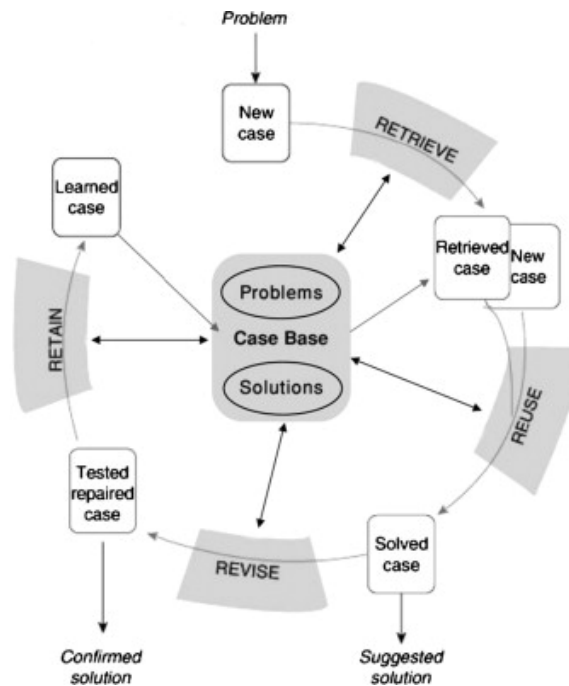 Problem
New
case
RETRIEVE
Learned
case
Retrieved
case
New
case
Problems
Case Base
Solutions
RETAIN
REUSE
Tested
repaired
case
REVISE
Solved
case
Confirmed
solution
Suggested
solution